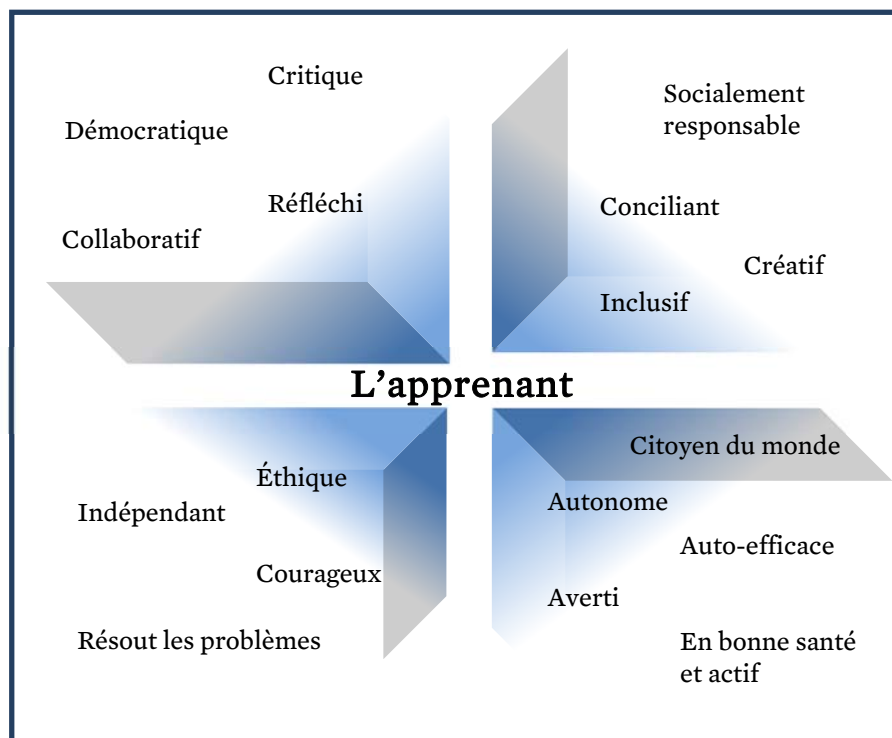 Critique
Démocratique
Réfléchi
Collaboratif
Socialement
responsable
Conciliant
Créatif
Inclusif
L’apprenant
Éthique
Indépendant
Courageux
Résout les problèmes
Citoyen du monde
Autonome
Auto-efficace
Averti
En bonne santé
et actif